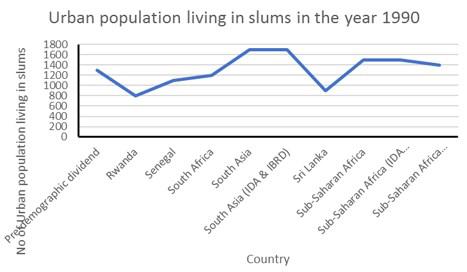 Urban population living in slums in the year 1990
No of Urban population living in slums
1800
1600
1400
1200
1000
800
600
400
200
0
Pre-demographic dividend
Rwanda
Senegal
South Africa
South Asia
South Asia (IDA & IBRD)
Sri Lanka
Sub-Saharan Africa
Sub-Saharan Africa (IDA...
Sub-Saharan Africa...
Country